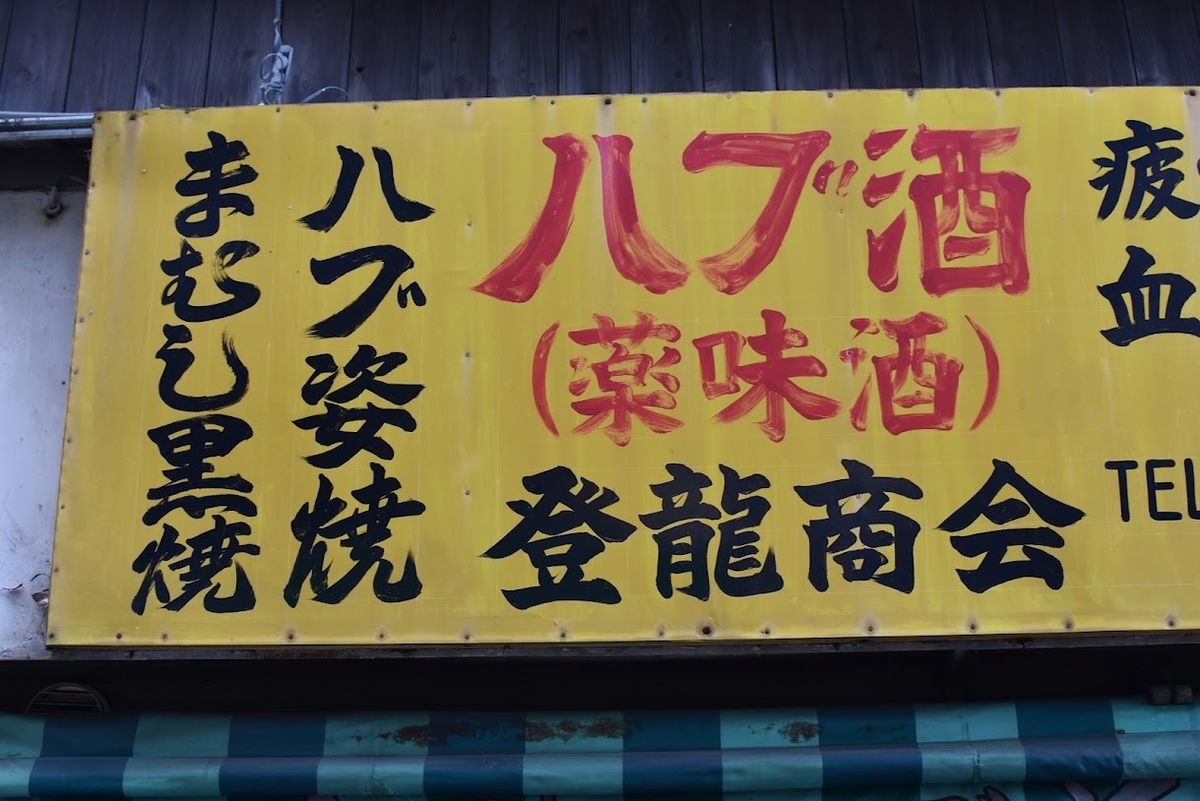 ハブ酒
(薬味酒)
登龍商会
ハブ姿焼
まむし黒焼
疲
血
TEL